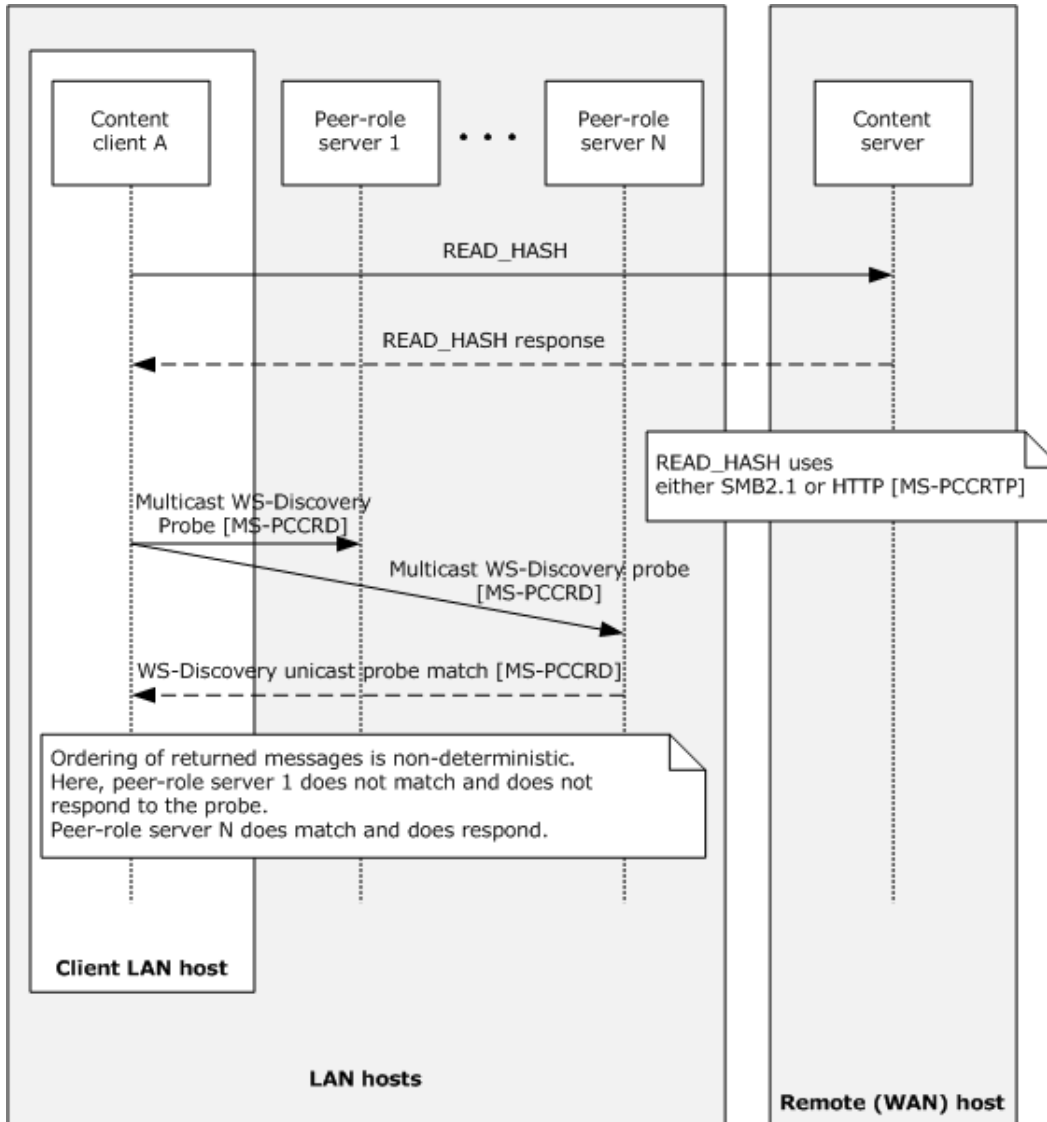 Content
client A
Peer-role
server 1
• • •
Peer-role
server N
Content
server
READ_HASH
READ_HASH response
READ_HASH uses
either SMB2.1 or HTTP [MS-PCCRTP]
Multicast WS-Discovery
Probe [MS-PCCRD]
Multicast WS-Discovery probe
[MS-PCCRD]
WS-Discovery unicast probe match [MS-PCCRD]
Ordering of returned messages is non-deterministic.
Here, peer-role server 1 does not match and does not
respond to the probe.
Peer-role server N does match and does respond.
Client LAN host
LAN hosts
Remote (WAN) host